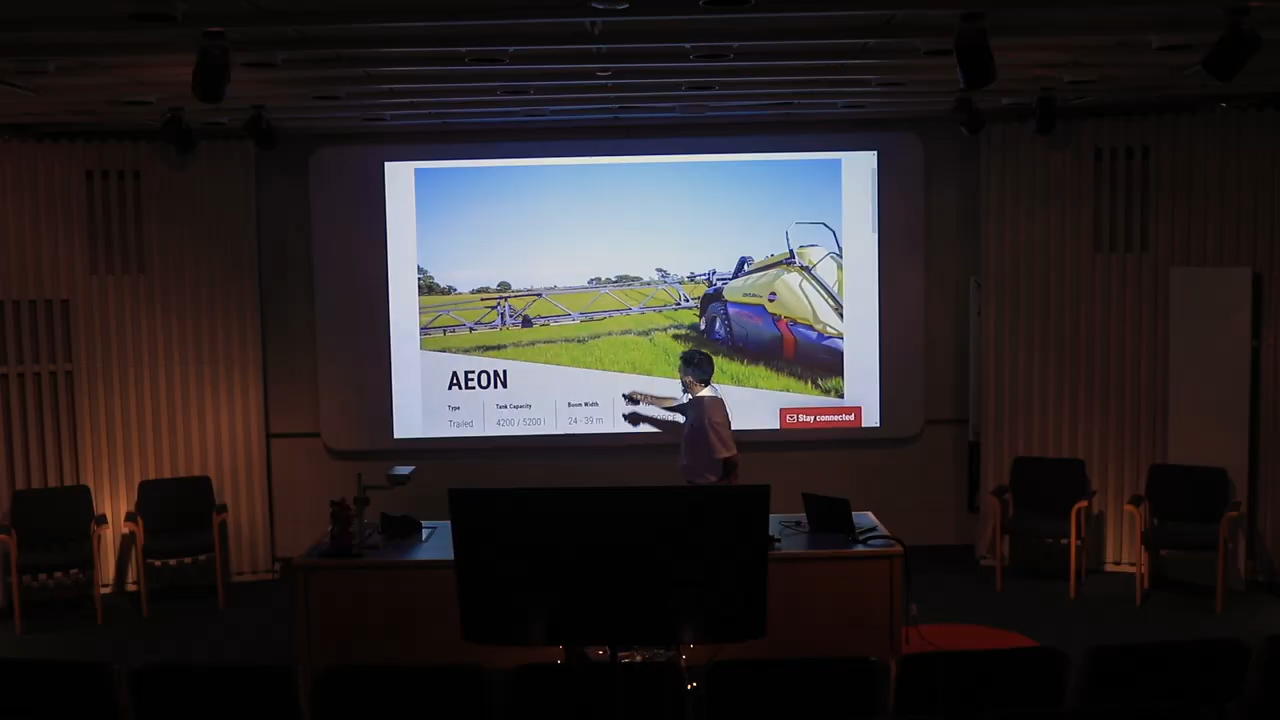 AEON
Type
Tank Capacity
Boom Width
Trailed
4200 / 5200 l
24 - 39 m
Stay connected